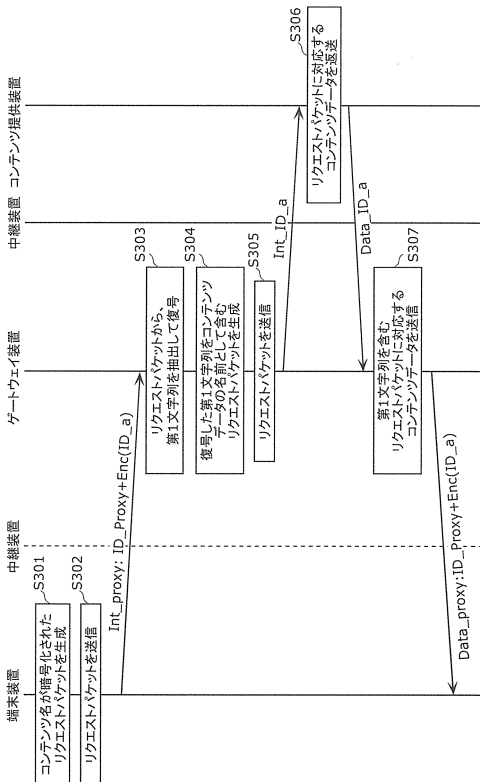 端末装置
中継装置
ゲートウェイ装置
中継装置
コンテンツ提供装置
S301
コンテンツ名が暗号化された
リクエストパケットを生成
S302
リクエストパケットを送信
Int_proxy: ID_Proxy+Enc(ID_a)
S303
リクエストパケットから、
第1文字列を抽出して復号
S304
復号した第1文字列をコンテンツ
データの名前として含む
リクエストパケットを生成
S305
リクエストパケットを送信
Int_ID_a
S306
リクエストパケットに対応する
コンテンツデータを返送
Data_ID_a
S307
第1文字列を含む
リクエストパケットに対応する
コンテンツデータを送信
Data_proxy:ID_Proxy+Enc(ID_a)